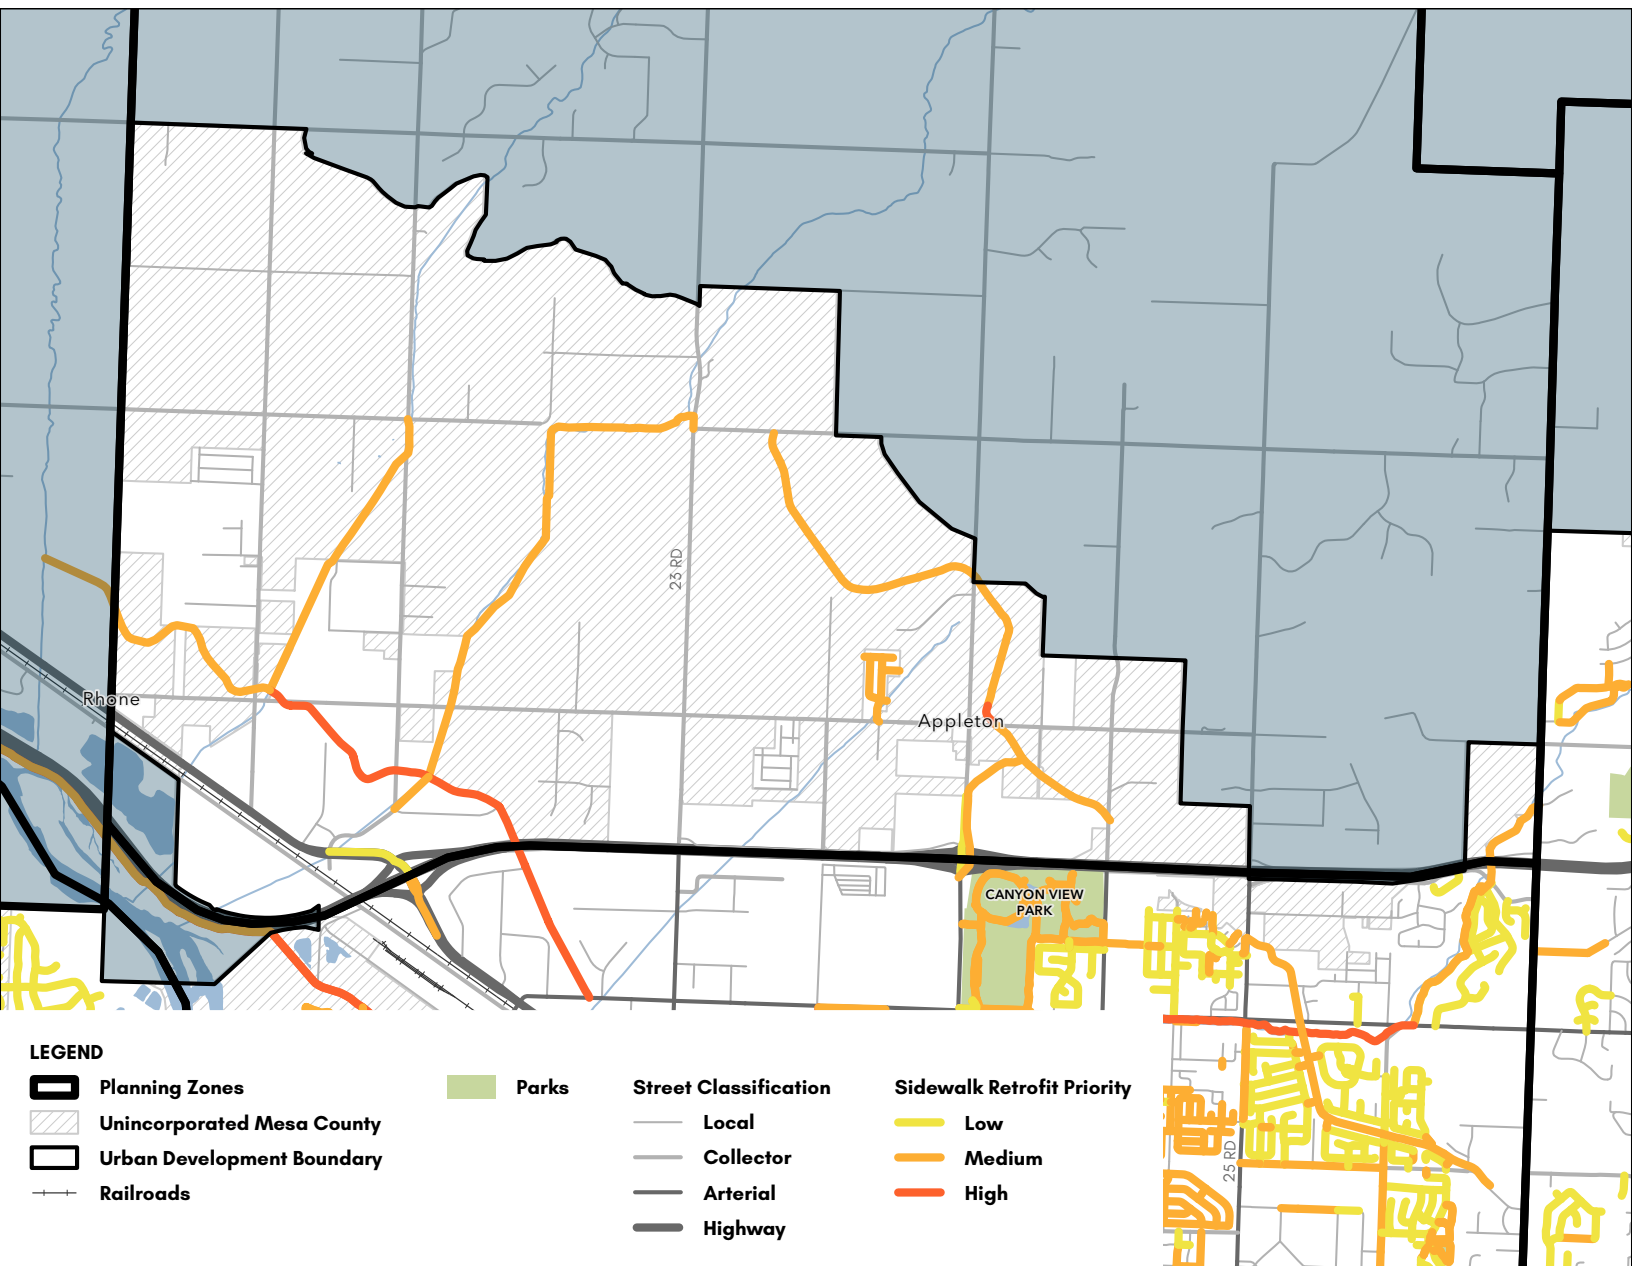 23 RD
Rhone
Appleton
CANYON VIEW
PARK
25 RD
LEGEND
Planning Zones
Unincorporated Mesa County
Urban Development Boundary
Railroads
Parks
Street Classification
Local
Collector
Arterial
Highway
Sidewalk Retrofit Priority
Low
Medium
High